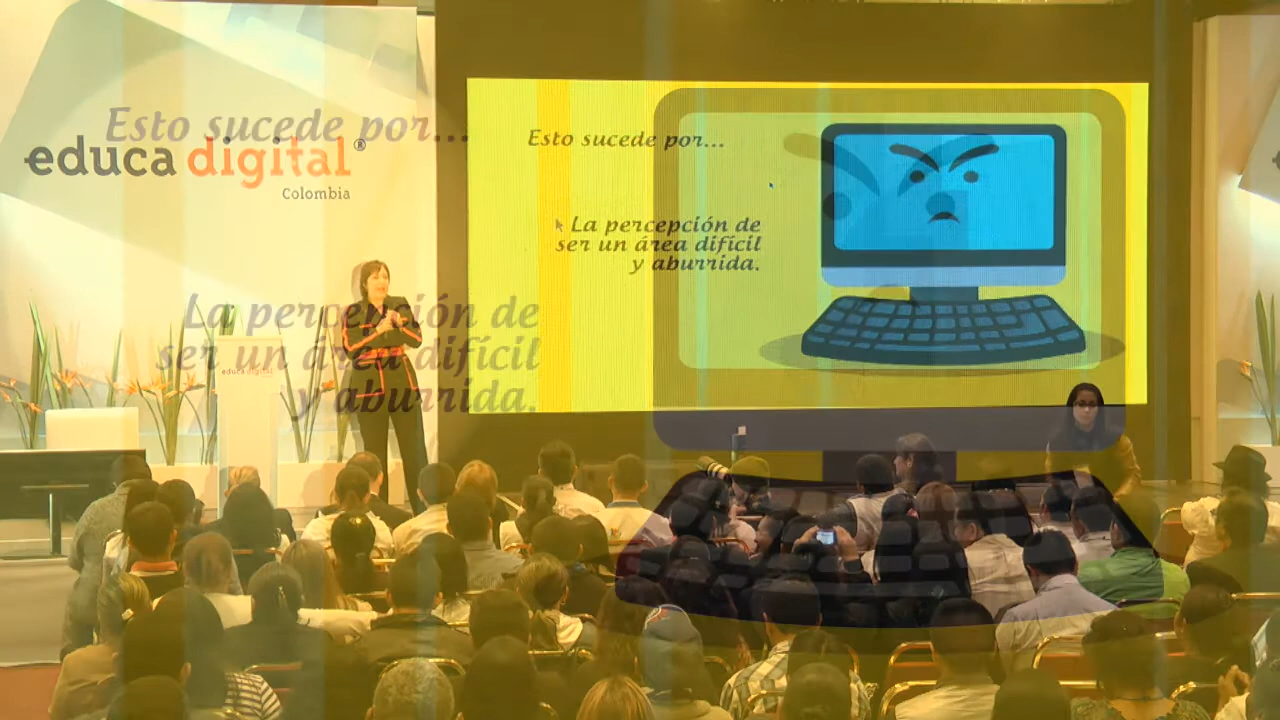 Esto sucede por...
educa digital®
Colombia
La percepción de
ser un área difícil
y aburrida.
educa digital
Esto sucede por...
La percepción de
ser un área difícil
y aburrida.